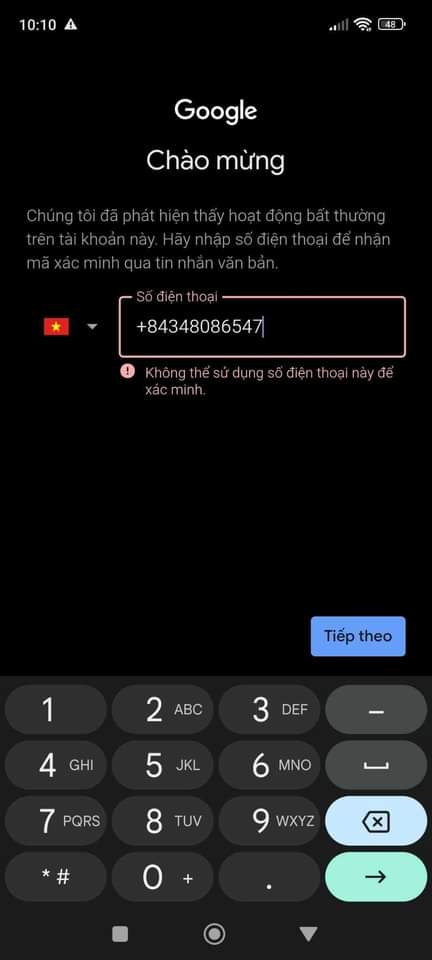 10:10
48
Google
Chào mừng
Chúng tôi đã phát hiện thấy hoạt động bất thường
trên tài khoản này. Hãy nhập số điện thoại để nhận
mã xác minh qua tin nhắn văn bản.
Số điện thoại
+84348086547
Không thể sử dụng số điện thoại này để
xác minh.
Tiếp theo
1 2 ABC 3 DEF –
4 GHI 5 JKL 6 MNO
7 PQRS 8 TUV 9 WXYZ
* # 0 + .